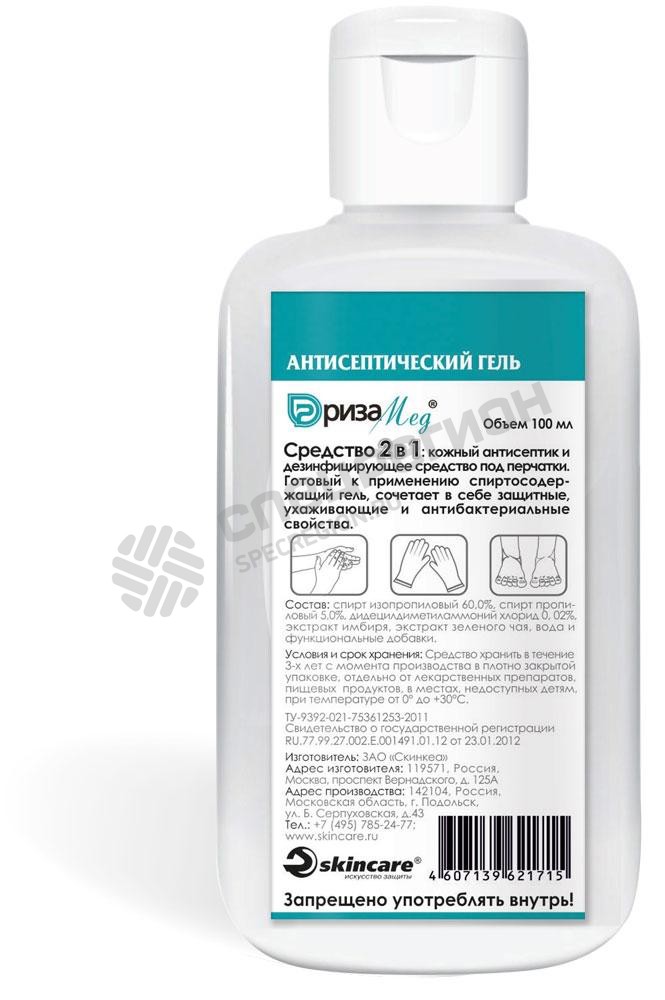 АНТИСЕПТИЧЕСКИЙ ГЕЛЬ
ризаМед®
Объем 100 мл
Средство 2 в 1: кожный антисептик и
дезинфицирующее средство под перчатки.
Готовый к применению спиртосодер-
жащий гель, сочетает в себе защитные,
ухаживающие и антибактериальные
свойства.
СПЕЦРЕГИОН
SPECREGION.RU
Состав: спирт изопропиловый 60,0%, спирт пропи-
ловый 5,0%, дидецилдиметиламмоний хлорид 0, 02%,
экстракт имбиря, экстракт зеленого чая, вода и
функциональные добавки.
Условия и срок хранения: Средство хранить в течение
3-х лет с момента производства в плотно закрытой
упаковке, отдельно от лекарственных препаратов,
пищевых продуктов, в местах, недоступных детям,
при температуре от 0° до +30°С.
ТУ-9392-021-75361253-2011
Свидетельство о государственной регистрации
RU.77.99.27.002.Е.001491.01.12 от 23.01.2012
Изготовитель: ЗАО «Скинкеа»
Адрес изготовителя: 119571, Россия,
Москва, проспект Вернадского, д. 125А
Адрес производства: 142104, Россия,
Московская область, г. Подольск,
ул. Б. Серпуховская, д.43
Тел.: +7 (495) 785-24-77;
www.skincare.ru
skincare®
искусство защиты
4 607139 621715
Запрещено употреблять внутрь!